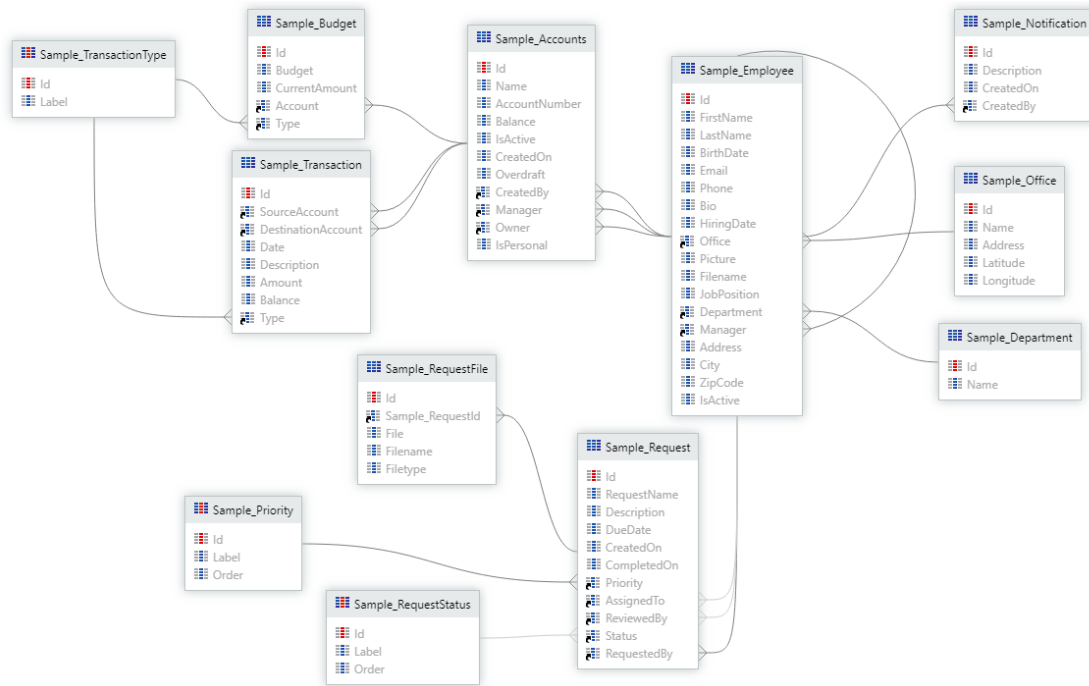 Sample_TransactionType
Id
Label
Sample_Budget
Id
Budget
CurrentAmount
Account
Type
Sample_Transaction
Id
SourceAccount
DestinationAccount
Date
Description
Amount
Balance
Type
Sample_Accounts
Id
Name
AccountNumber
Balance
IsActive
CreatedOn
Overdraft
CreatedBy
Manager
Owner
IsPersonal
Sample_Employee
Id
FirstName
LastName
BirthDate
Email
Phone
Bio
HiringDate
Office
Picture
Filename
JobPosition
Department
Manager
Address
City
ZipCode
IsActive
Sample_Notification
Id
Description
CreatedOn
CreatedBy
Sample_Office
Id
Name
Address
Latitude
Longitude
Sample_Department
Id
Name
Sample_RequestFile
Id
Sample_RequestId
File
Filename
Filetype
Sample_Priority
Id
Label
Order
Sample_RequestStatus
Id
Label
Order
Sample_Request
Id
RequestName
Description
DueDate
CreatedOn
CompletedOn
Priority
AssignedTo
ReviewedBy
Status
RequestedBy